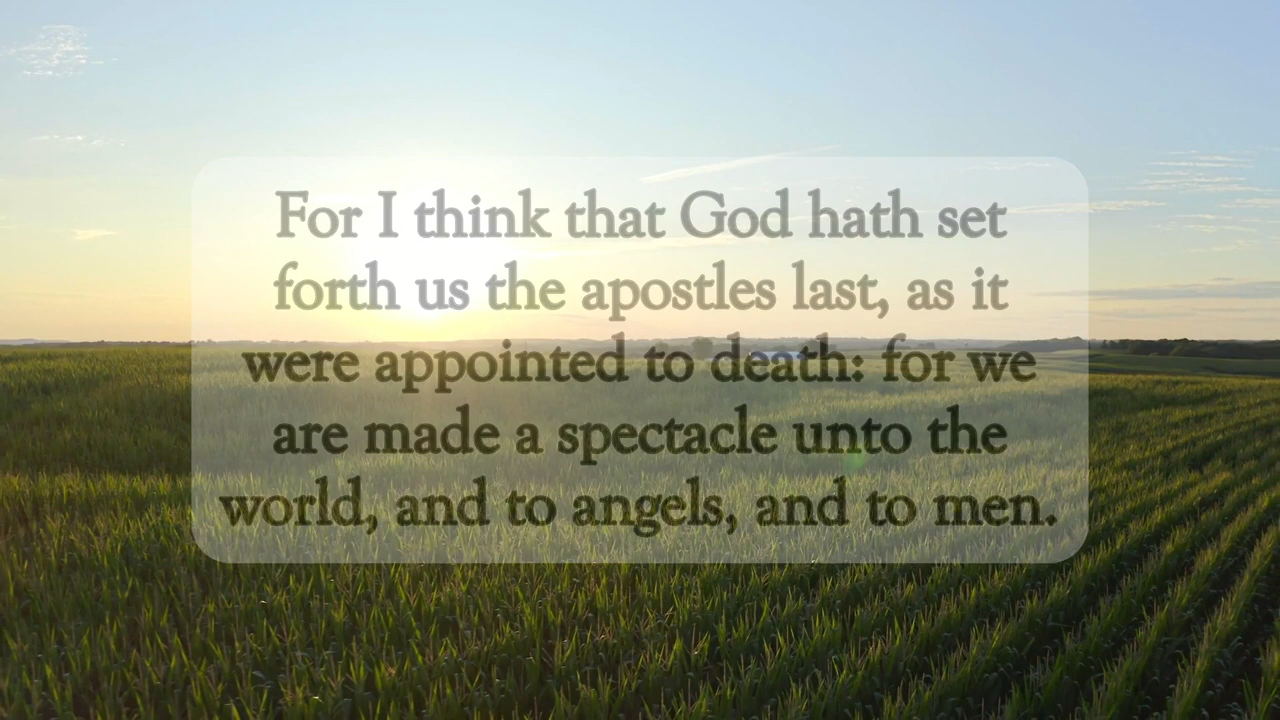 For I think that God hath set
forth us the apostles last, as it
were appointed to death: for we
are made a spectacle unto the
world, and to angels, and to men.